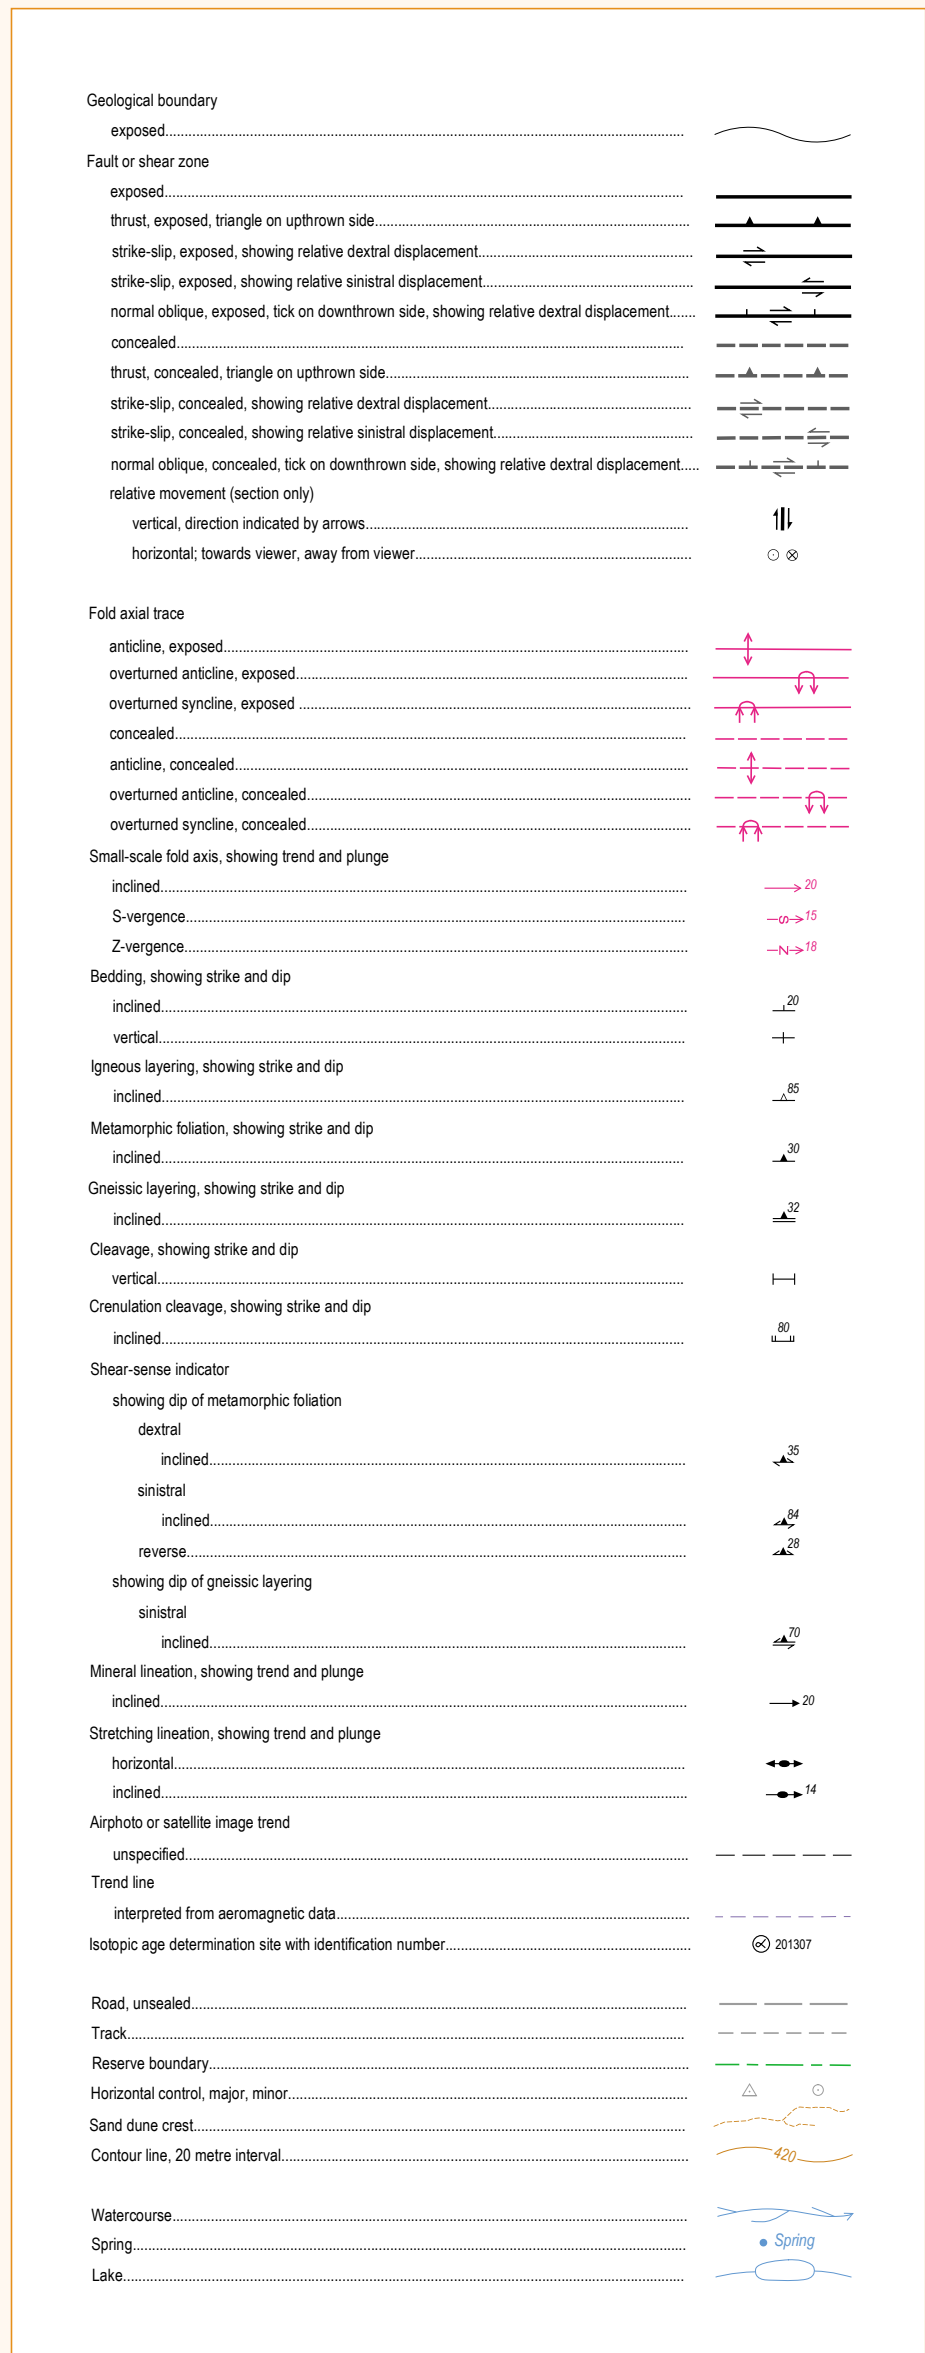 Geological boundary
exposed
Fault or shear zone
exposed
thrust, exposed, triangle on upthrown side
strike-slip, exposed, showing relative dextral displacement
strike-slip, exposed, showing relative sinistral displacement
normal oblique, exposed, tick on downthrown side, showing relative dextral displacement
concealed
thrust, concealed, triangle on upthrown side
strike-slip, concealed, showing relative dextral displacement
strike-slip, concealed, showing relative sinistral displacement
normal oblique, concealed, tick on downthrown side, showing relative dextral displacement
relative movement (section only)
vertical, direction indicated by arrows
horizontal; towards viewer, away from viewer
Fold axial trace
anticline, exposed
overturned anticline, exposed
overturned syncline, exposed
concealed
anticline, concealed
overturned anticline, concealed
overturned syncline, concealed
Small-scale fold axis, showing trend and plunge
inclined 20
S-vergence S 15
Z-vergence Z 18
Bedding, showing strike and dip
inclined 20
vertical
Igneous layering, showing strike and dip
inclined 85
Metamorphic foliation, showing strike and dip
inclined 30
Gneissic layering, showing strike and dip
inclined 32
Cleavage, showing strike and dip
vertical
Crenulation cleavage, showing strike and dip
inclined 80
Shear-sense indicator
showing dip of metamorphic foliation
dextral
inclined 35
sinistral
inclined 84
reverse 28
showing dip of gneissic layering
sinistral
inclined 70
Mineral lineation, showing trend and plunge
inclined 20
Stretching lineation, showing trend and plunge
horizontal
inclined 14
Airphoto or satellite image trend
unspecified
Trend line
interpreted from aeromagnetic data
Isotopic age determination site with identification number 201307
Road, unsealed
Track
Reserve boundary
Horizontal control, major, minor
Sand dune crest
Contour line, 20 metre interval 420
Watercourse
Spring Spring
Lake